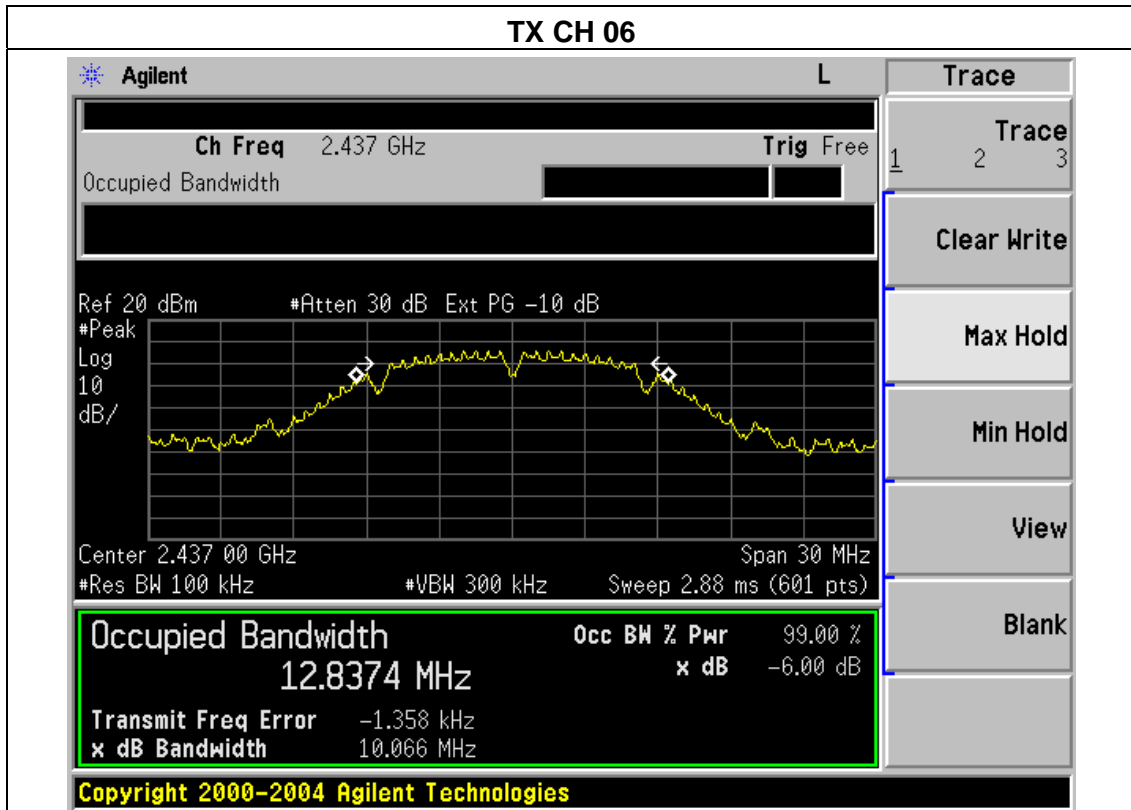 TX CH 06
Agilent L Trace
Ch Freq 2.437 GHz Trig Free
Occupied Bandwidth
Trace
1 2 3
Clear Write
Ref 20 dBm #Atten 30 dB Ext PG -10 dB
#Peak
Log
10
dB/
Max Hold
Min Hold
View
Center 2.437 00 GHz Span 30 MHz
#Res BW 100 kHz #VBW 300 kHz Sweep 2.88 ms (601 pts)
Blank
Occupied Bandwidth Occ BW % Pwr 99.00 %
12.8374 MHz x dB -6.00 dB
Transmit Freq Error -1.358 kHz
x dB Bandwidth 10.066 MHz
Copyright 2000-2004 Agilent Technologies